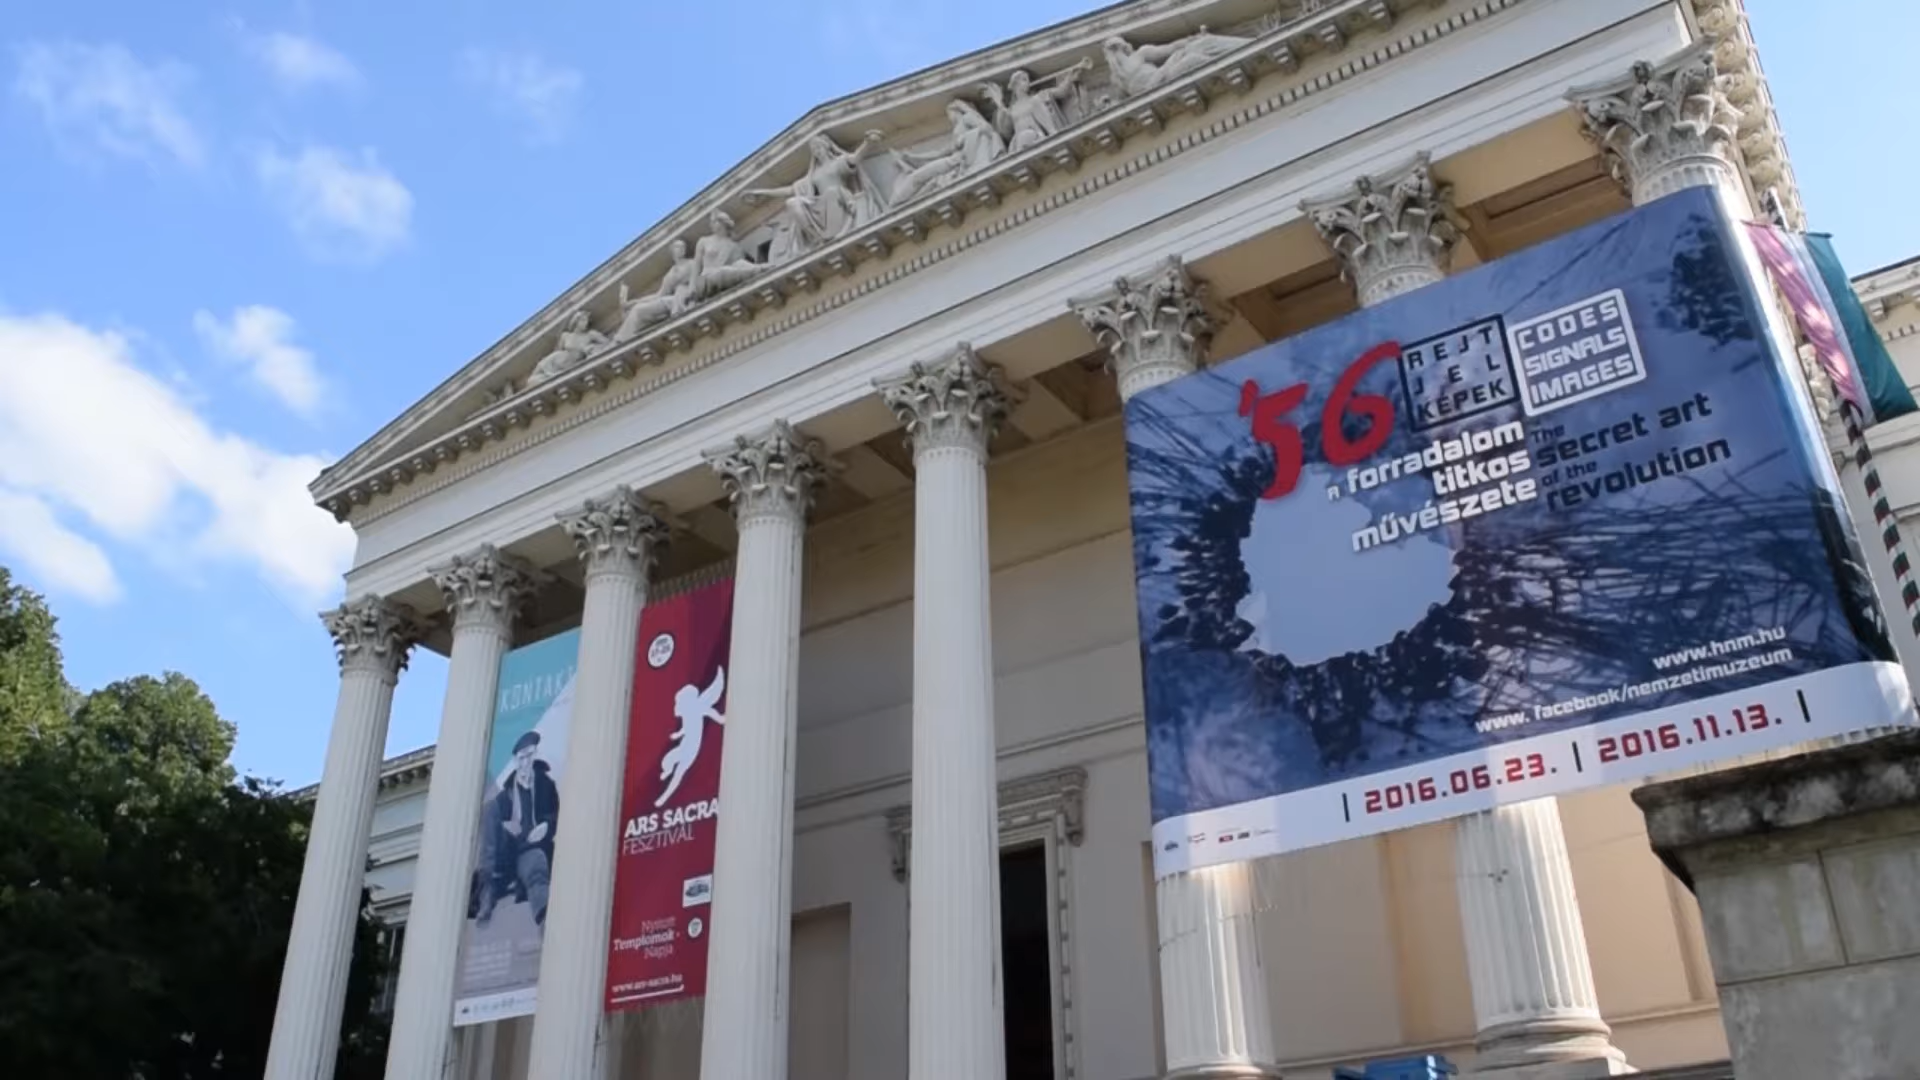 '56
REJT
JEL
KÉPEK
CODES
SIGNALS
IMAGES
A forradalom
titkos
művészete
The
secret art
of the
revolution
www.hnm.hu
www.facebook/nemzetimuzeum
| 2016.06.23. | 2016.11.13. |
KONTAKT
ARS SACRA
FESZTIVÁL
Nyitott
Templomok
Napja
www.ars-sacra.hu